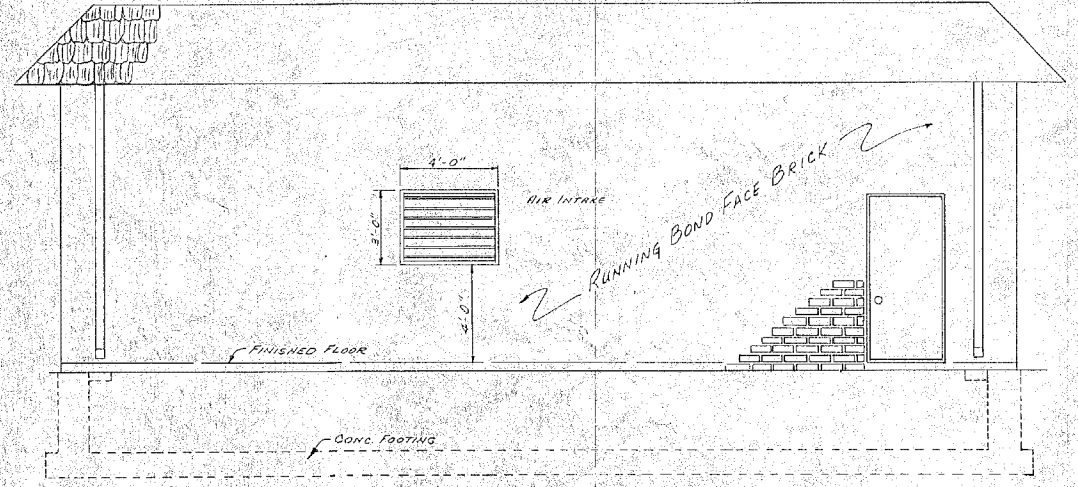 4'-0"
AIR INTAKE
3'-0"
RUNNING BOND FACE BRICK
4'-0"
FINISHED FLOOR
CONC. FOOTING